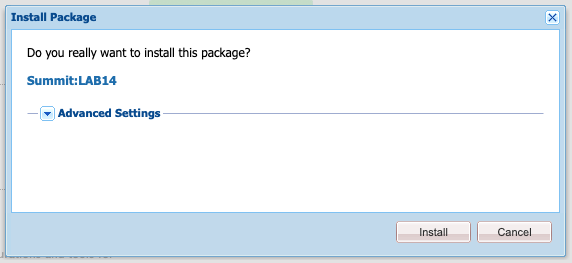 Install Package
Do you really want to install this package?
Summit:LAB14
Advanced Settings
Install
Cancel